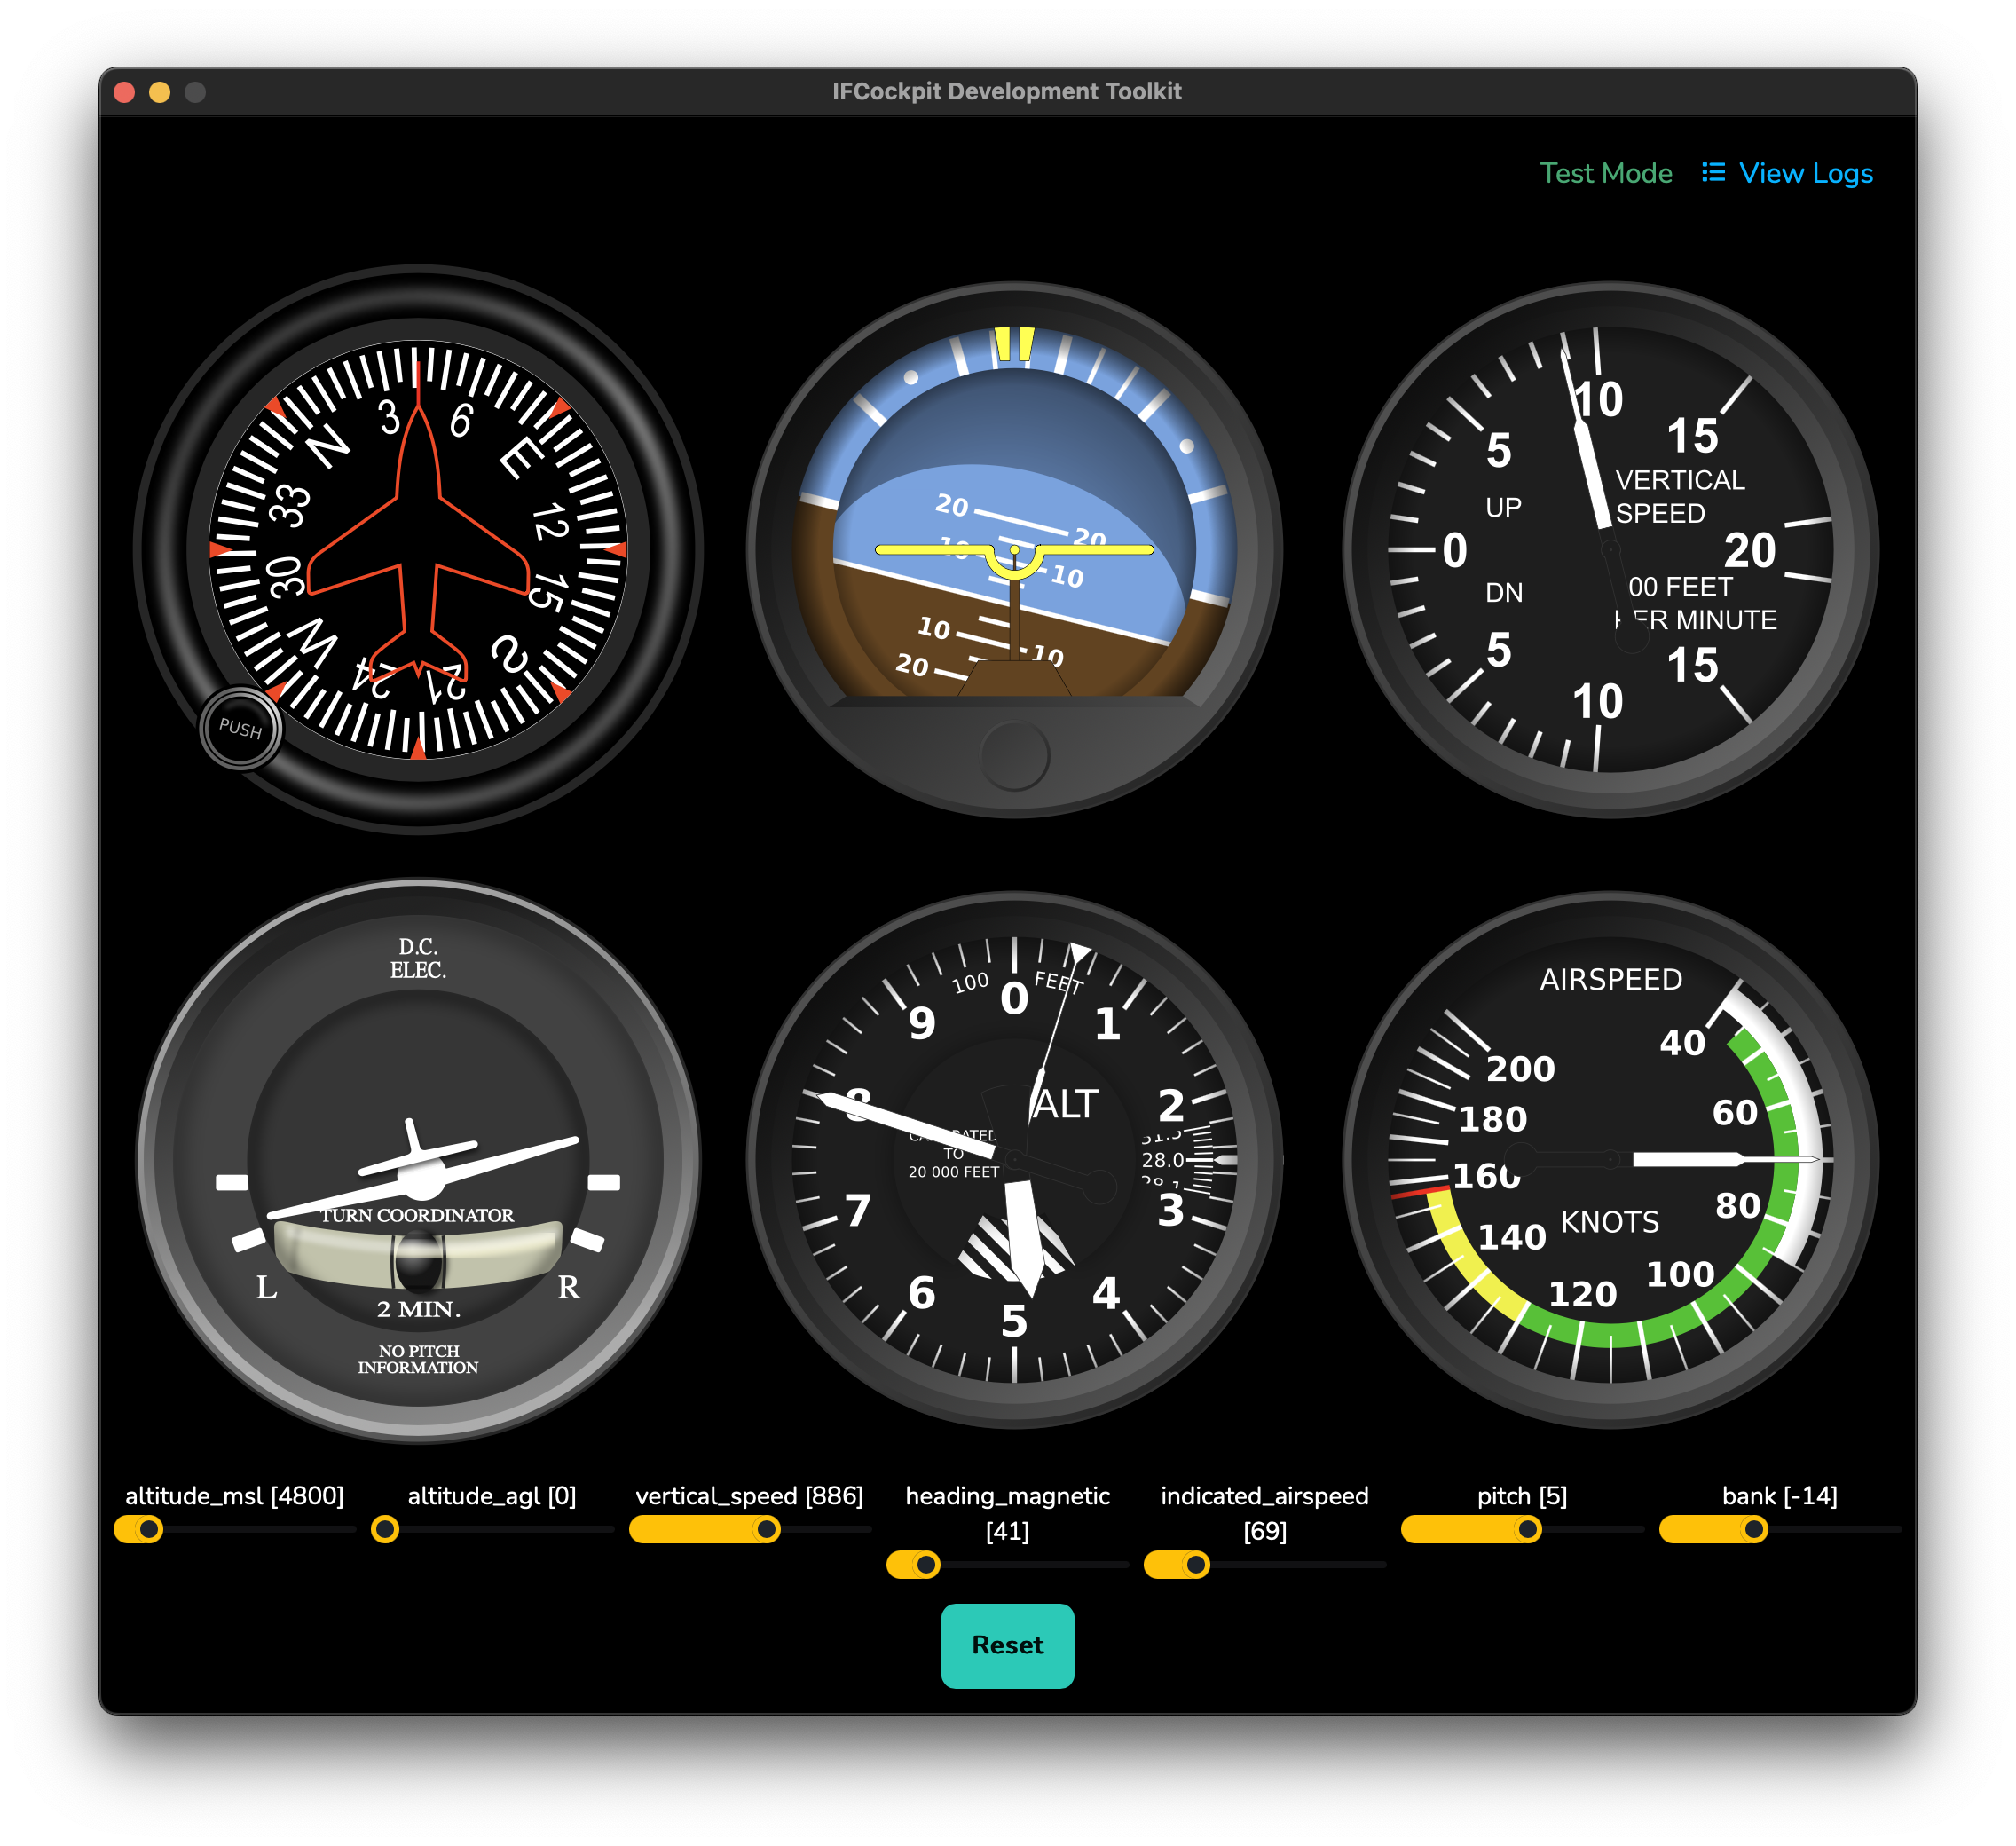 IFCockpit Development Toolkit
Test Mode
View Logs
3
6
N
E
33
12
30
15
W
S
24
21
PUSH
20
20
10
10
10
20
10
15
5
VERTICAL
SPEED
UP
0
20
DN
00 FEET
ER MINUTE
5
15
10
D.C.
ELEC.
TURN COORDINATOR
L
R
2 MIN.
NO PITCH
INFORMATION
100
FEET
0
9
1
8
ALT
2
TO
20 000 FEET
28.0
7
3
6
4
5
AIRSPEED
40
200
60
180
160
80
KNOTS
140
100
120
altitude_msl [4800]
altitude_agl [0]
vertical_speed [886]
heading_magnetic
[41]
indicated_airspeed
[69]
pitch [5]
bank [-14]
Reset